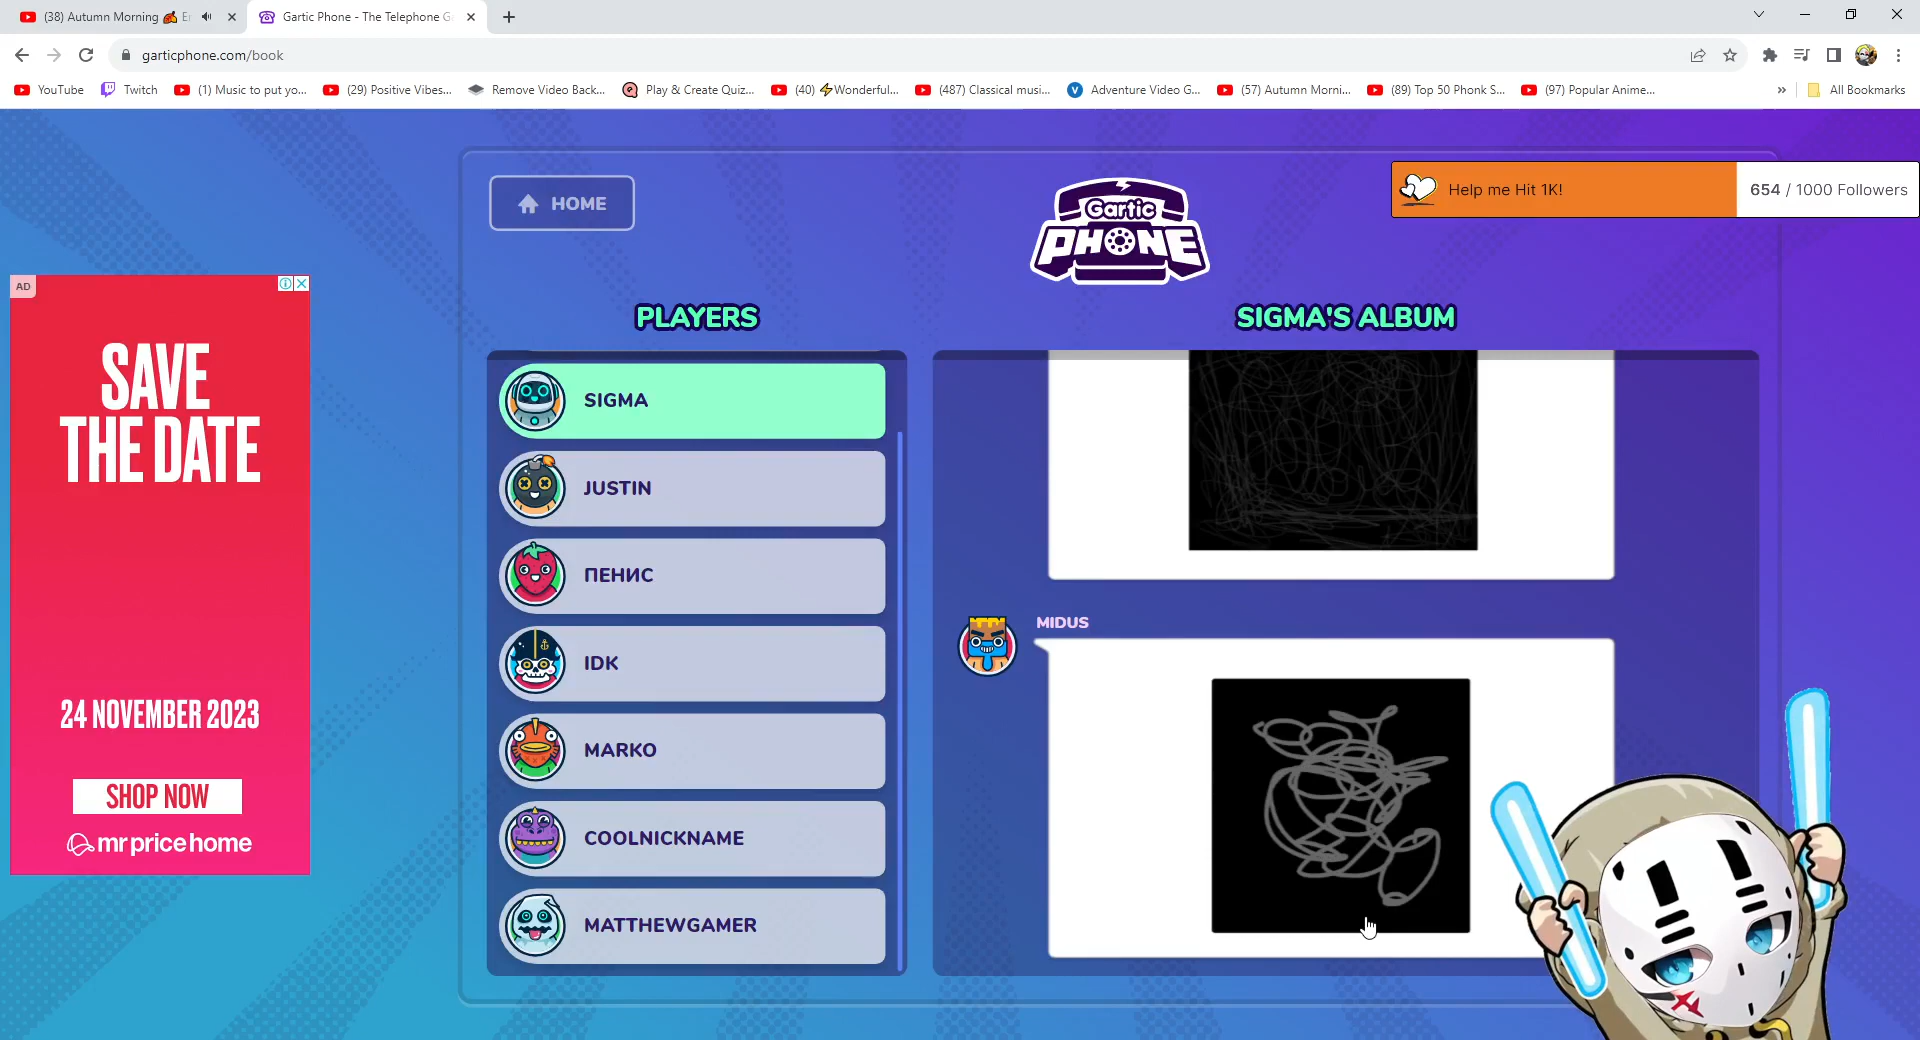 (38) Autumn Morning 🍂 E
Gartic Phone - The Telephone G
garticphone.com/book
YouTube
Twitch
(1) Music to put yo...
(29) Positive Vibes...
Remove Video Back...
Play & Create Quiz...
(40) ⚡Wonderful...
(487) Classical musi...
Adventure Video G...
(57) Autumn Morni...
(89) Top 50 Phonk S...
(97) Popular Anime...
»
All Bookmarks
HOME
Gartic
PHONE
Help me Hit 1K!
654 / 1000 Followers
AD
SAVE
THE DATE
24 NOVEMBER 2023
SHOP NOW
mrpricehome
PLAYERS
SIGMA
JUSTIN
ПЕНИС
IDK
MARKO
COOLNICKNAME
MATTHEWGAMER
SIGMA'S ALBUM
MIDUS